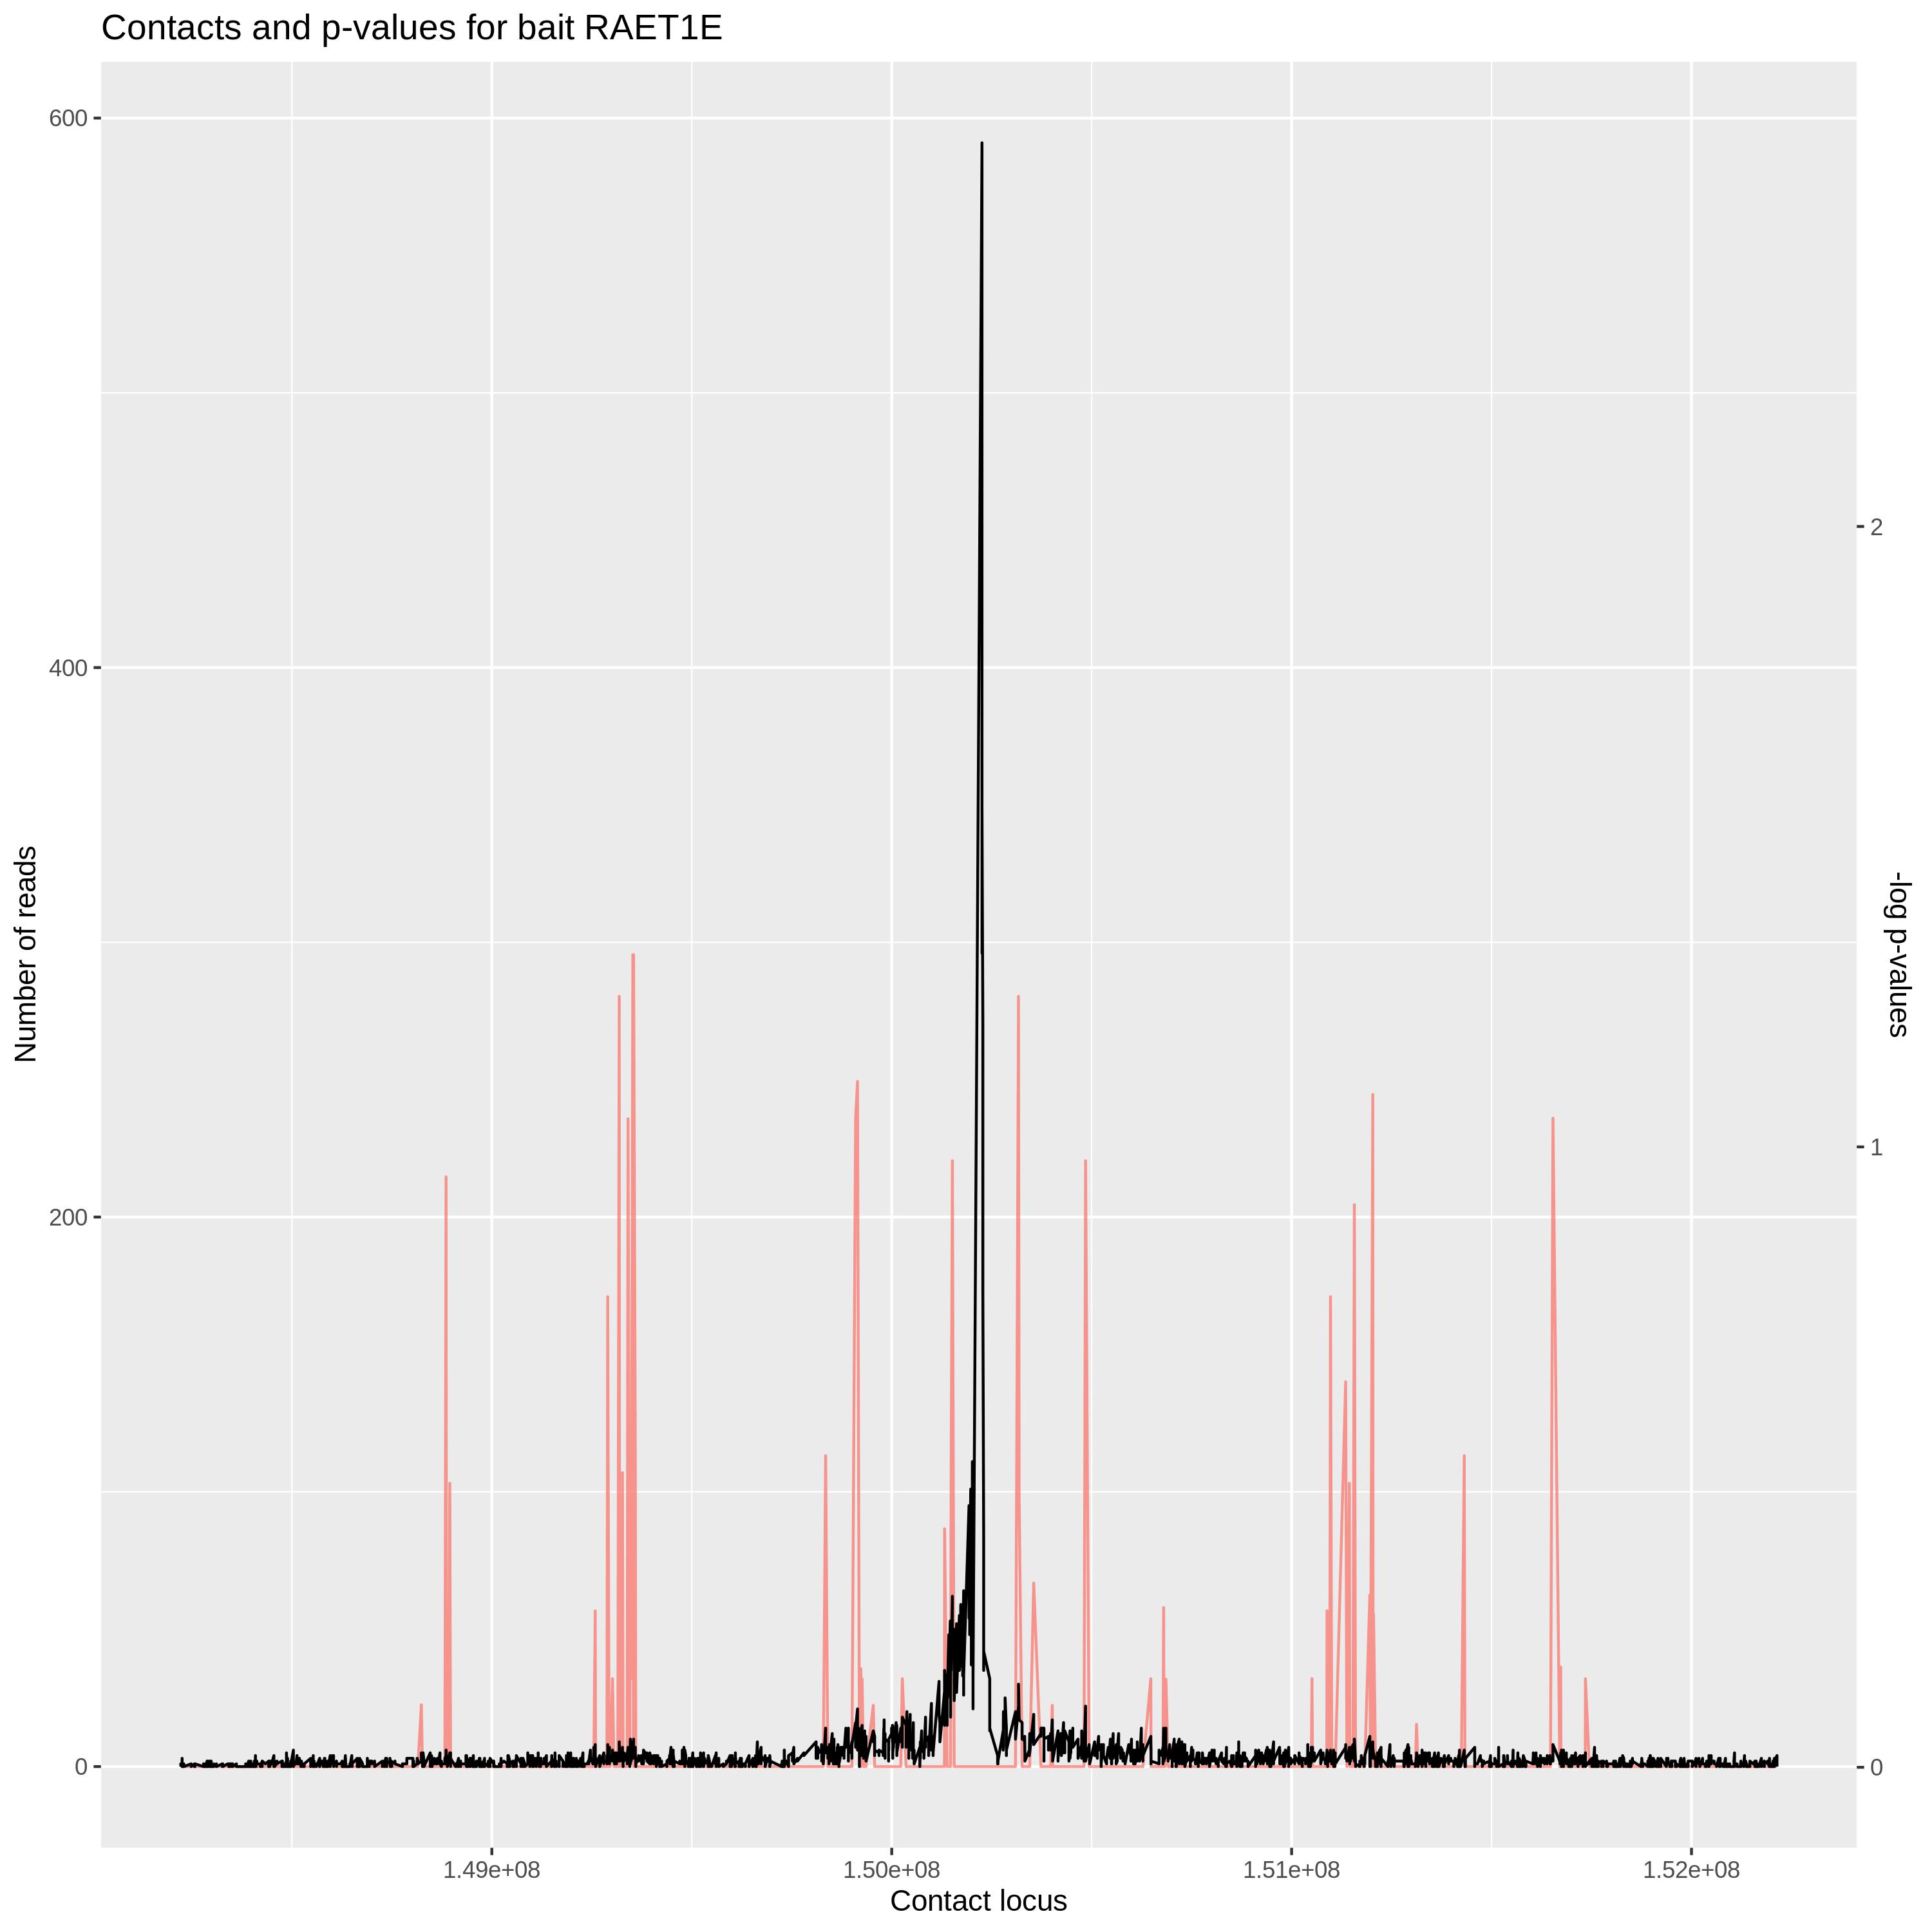 Contacts and p-values for bait RAET1E
600
400
200
0
Number of reads
2
1
0
-log p-values
1.49e+08
1.50e+08
1.51e+08
1.52e+08
Contact locus